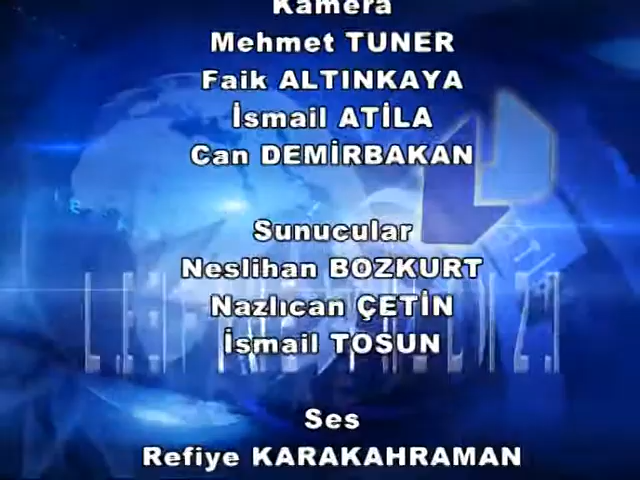 Kamera
Mehmet TUNER
Faik ALTINKAYA
İsmail ATİLA
Can DEMİRBAKAN
Sunucular
Neslihan BOZKURT
Nazlıcan ÇETİN
İsmail TOSUN
Ses
Refiye KARAKAHRAMAN